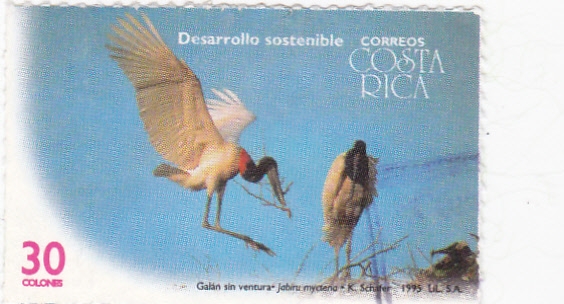 Desarrollo sostenible
CORREOS
COSTA
RICA
30
COLONES
Galán sin ventura • Jabiru mycteria • K. Schafer 1995 LiL. S.A.